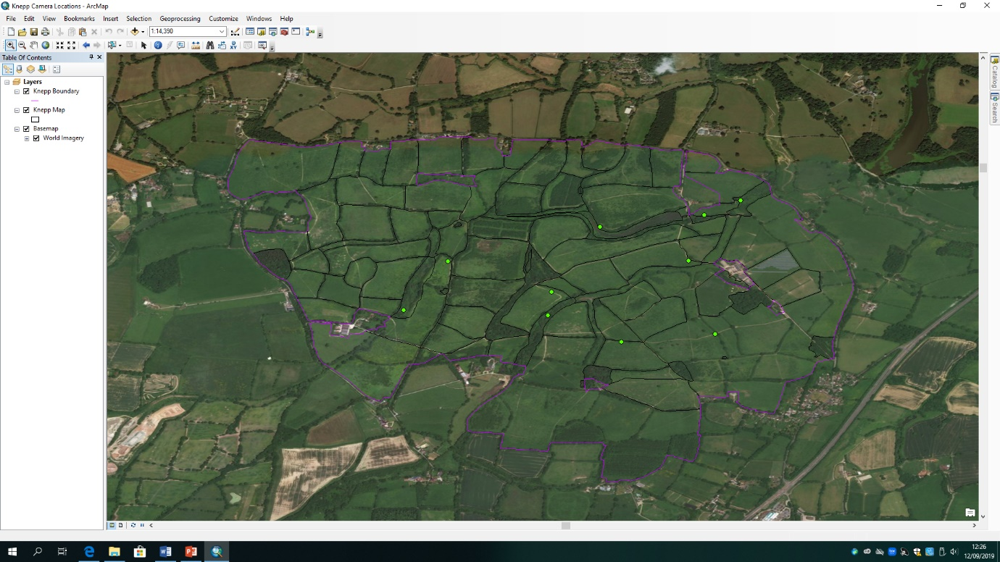 Knepp Camera Locations - ArcMap
File Edit View Bookmarks Insert Selection Geoprocessing Customize Windows Help
1:14,390
Table Of Contents
Layers
Knepp Boundary
Knepp Map
Basemap
World Imagery
Catalog
Search
12:26
12/09/2019